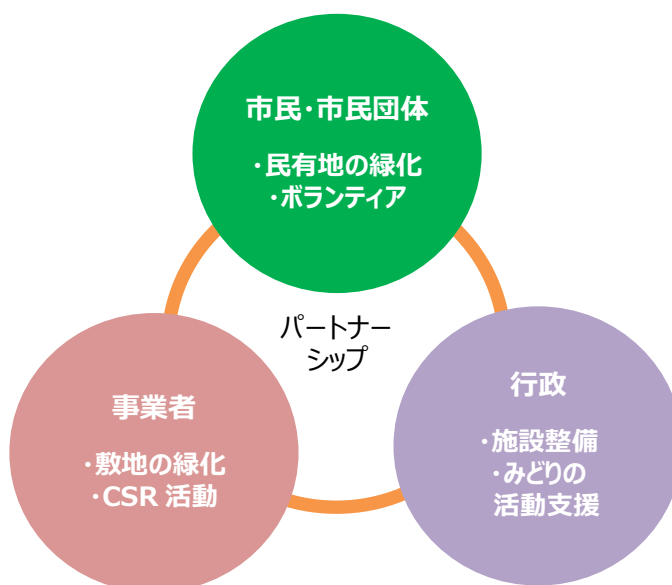 市民・市民団体
・民有地の緑化
・ボランティア
パートナー
シップ
事業者
・敷地の緑化
・CSR 活動
行政
・施設整備
・みどりの
活動支援